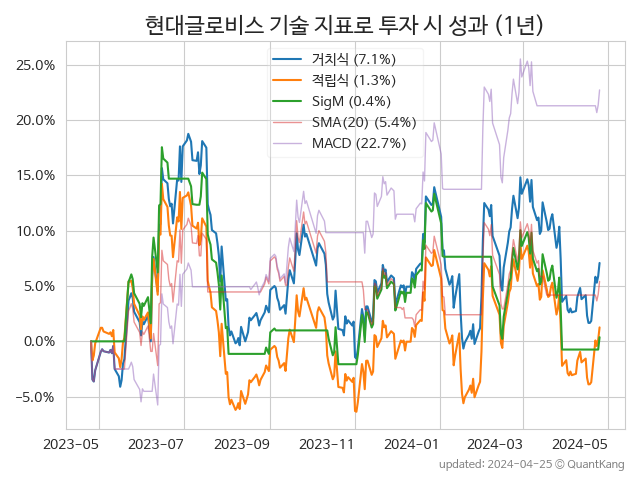 현대글로비스 기술 지표로 투자 시 성과 (1년)
거치식 (7.1%)
적립식 (1.3%)
SigM (0.4%)
SMA(20) (5.4%)
MACD (22.7%)
25.0%
20.0%
15.0%
10.0%
5.0%
0.0%
−5.0%
2023-05 2023-07 2023-09 2023-11 2024-01 2024-03 2024-05
updated: 2024-04-25 © QuantKang